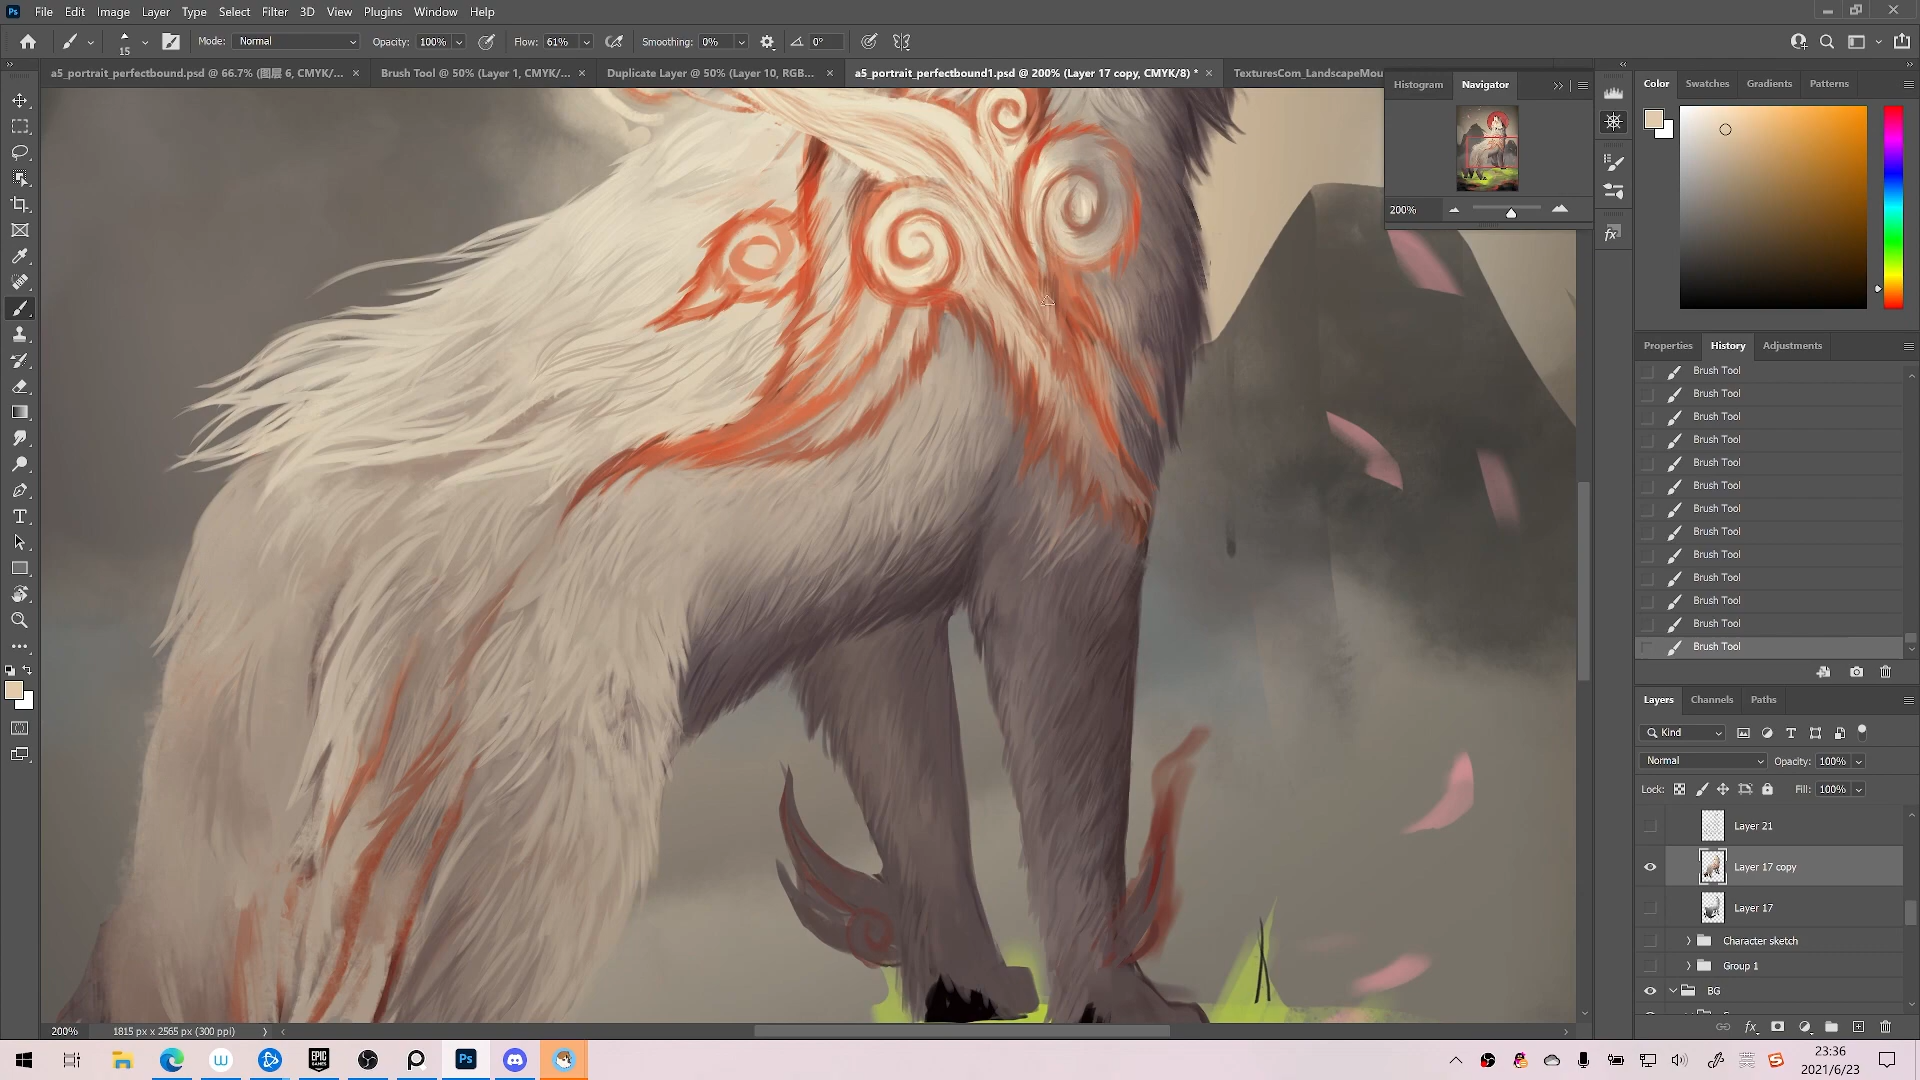 File Edit Image Layer Type Select Filter 3D View Plugins Window Help
15 Mode: Normal Opacity: 100% Flow: 61% Smoothing: 0% 0°
a5_portrait_perfectbound.psd @ 66.7% (图层 6, CMYK/... Brush Tool @ 50% (Layer 1, CMYK/... Duplicate Layer @ 50% (Layer 10, RGB... a5_portrait_perfectbound1.psd @ 200% (Layer 17 copy, CMYK/8) * TexturesCom_LandscapeMou
Histogram Navigator
200%
Color Swatches Gradients Patterns
Properties History Adjustments
Brush Tool
Brush Tool
Brush Tool
Brush Tool
Brush Tool
Brush Tool
Brush Tool
Brush Tool
Brush Tool
Brush Tool
Brush Tool
Brush Tool
Brush Tool
Layers Channels Paths
Kind
Normal Opacity: 100%
Lock: Fill: 100%
Layer 21
Layer 17 copy
Layer 17
Character sketch
Group 1
BG
200% 1815 px x 2565 px (300 ppi)
23:36
2021/6/23